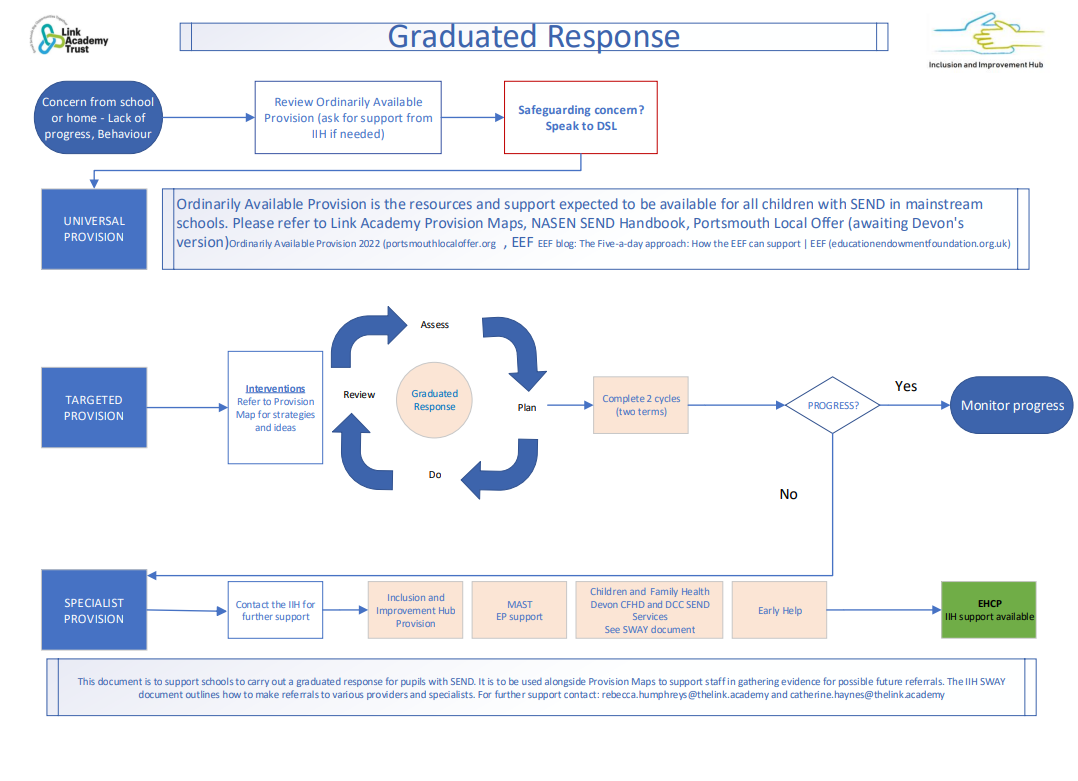 Link
Academy
Trust
Graduated Response
Inclusion and Improvement Hub
Concern from school
or home - Lack of
progress, Behaviour
Review Ordinarily Available
Provision (ask for support from
IIH if needed)
Safeguarding concern?
Speak to DSL
UNIVERSAL
PROVISION
Ordinarily Available Provision is the resources and support expected to be available for all children with SEND in mainstream
schools. Please refer to Link Academy Provision Maps, NASEN SEND Handbook, Portsmouth Local Offer (awaiting Devon's
version)Ordinarily Available Provision 2022 (portsmouthlocaloffer.org , EEF EEF blog: The Five-a-day approach: How the EEF can support | EEF (educationendowmentfoundation.org.uk)
TARGETED
PROVISION
Interventions
Refer to Provision
Map for strategies
and ideas
Assess
Review
Graduated
Response
Plan
Do
Complete 2 cycles
(two terms)
PROGRESS?
Yes
Monitor progress
No
SPECIALIST
PROVISION
Contact the IIH for
further support
Inclusion and
Improvement Hub
Provision
MAST
EP support
Children and Family Health
Devon CFHD and DCC SEND
Services
See SWAY document
Early Help
EHCP
IIH support available
This document is to support schools to carry out a graduated response for pupils with SEND. It is to be used alongside Provision Maps to support staff in gathering evidence for possible future referrals. The IIH SWAY
document outlines how to make referrals to various providers and specialists. For further support contact: rebecca.humphreys@thelink.academy and catherine.haynes@thelink.academy